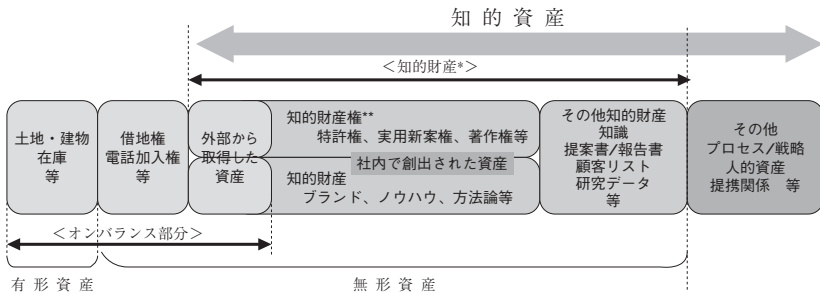 知的資産
＜知的財産*＞
土地・建物
在庫
等
借地権
電話加入権
等
外部から
取得した
資産
知的財産権**
特許権、実用新案権、著作権等
社内で創出された資産
知的財産
ブランド、ノウハウ、方法論等
その他知的財産
知識
提案書/報告書
顧客リスト
研究データ
等
その他
プロセス/戦略
人的資産
提携関係　等
＜オンバランス部分＞
有形資産
無形資産